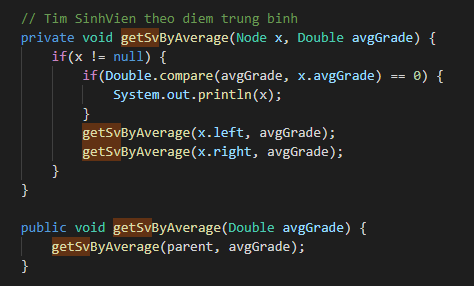 // Tim SinhVien theo diem trung binh
private void getSvByAverage(Node x, Double avgGrade) {
    if(x != null) {
        if(Double.compare(avgGrade, x.avgGrade) == 0) {
            System.out.println(x);
        }
        getSvByAverage(x.left, avgGrade);
        getSvByAverage(x.right, avgGrade);
    }
}

public void getSvByAverage(Double avgGrade) {
    getSvByAverage(parent, avgGrade);
}